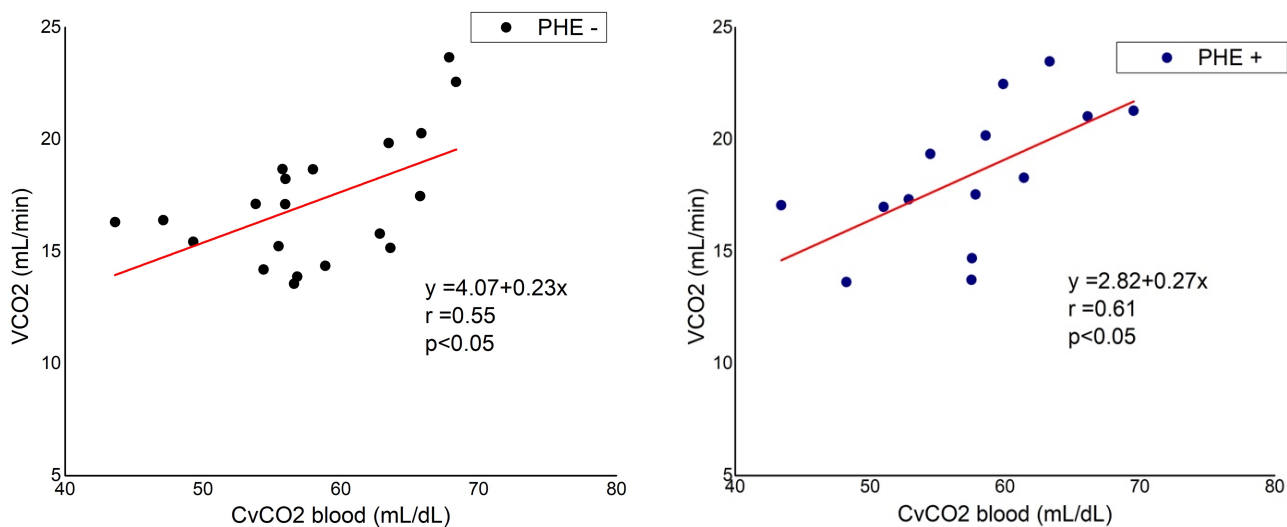 25
20
15
10
5
40
50
60
70
80
VCO2 (mL/min)
CvCO2 blood (mL/dL)
PHE -
y =4.07+0.23x
r =0.55
p<0.05
25
20
15
10
5
40
50
60
70
80
VCO2 (mL/min)
CvCO2 blood (mL/dL)
PHE +
y =2.82+0.27x
r =0.61
p<0.05